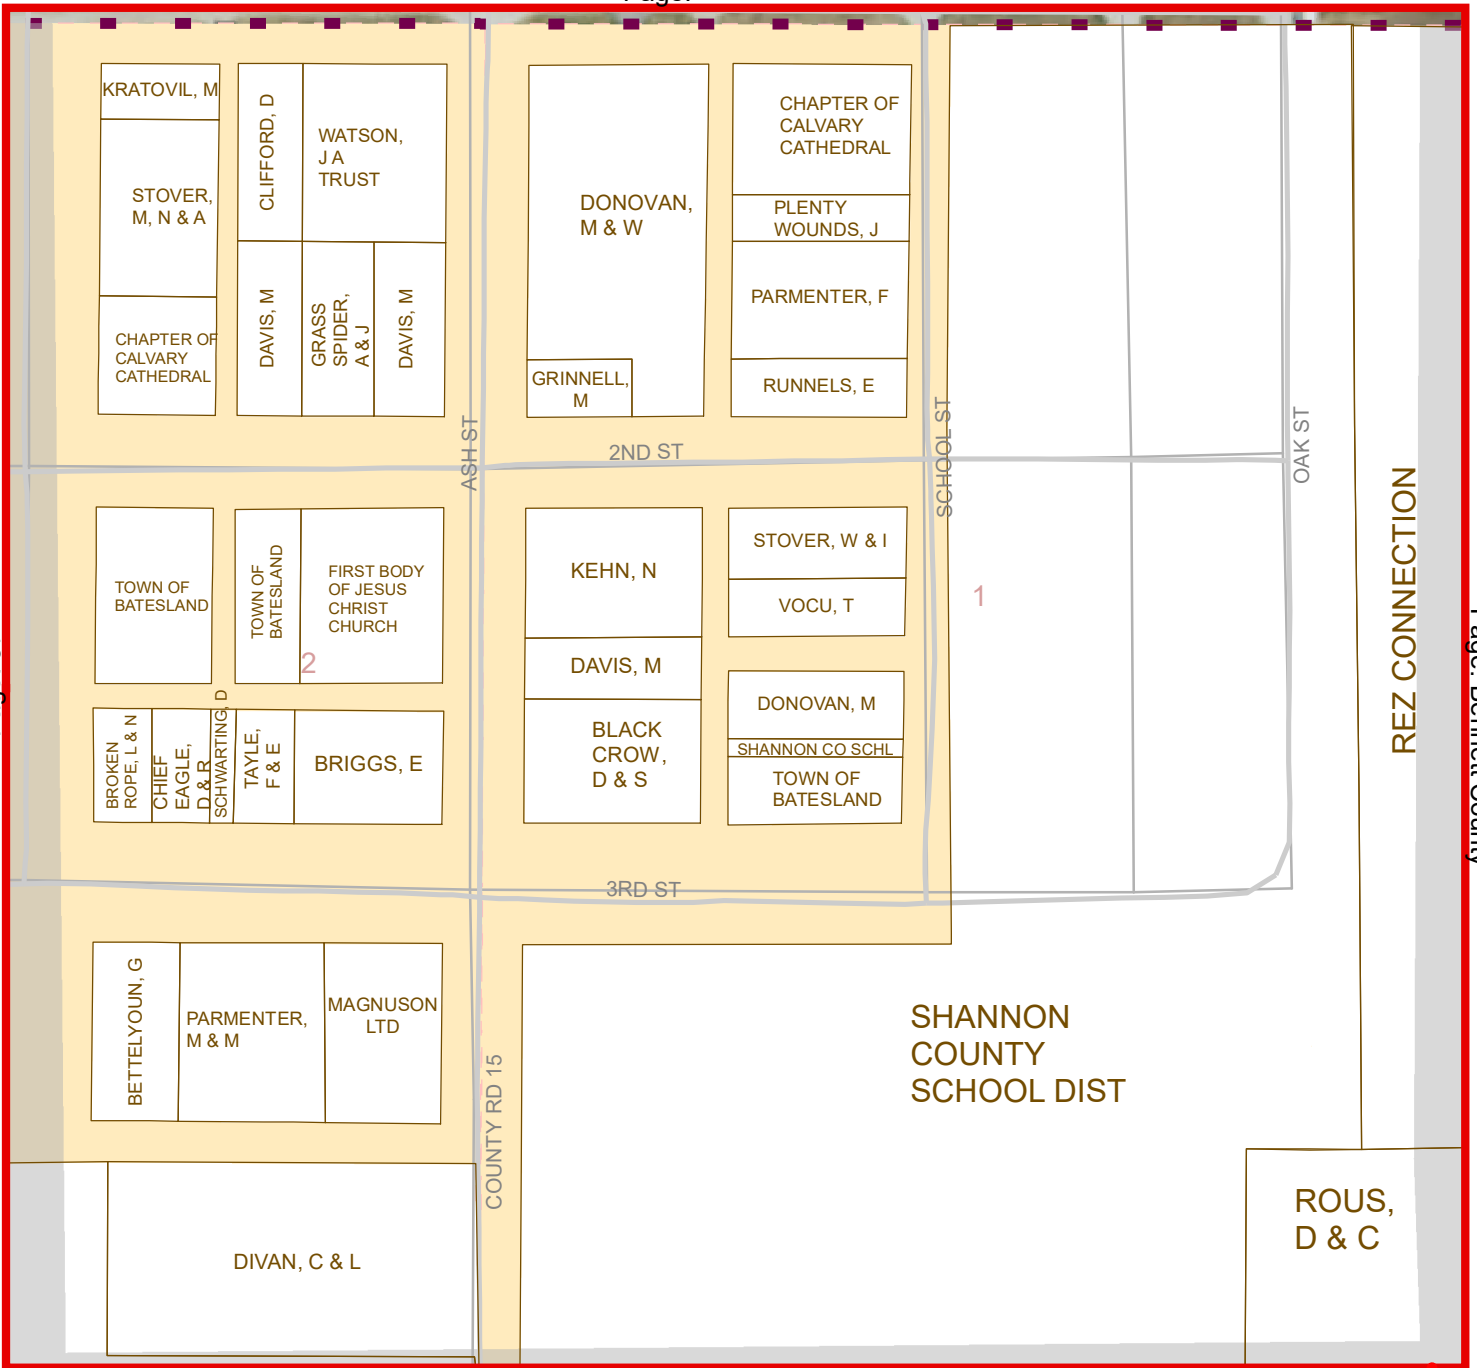 KRATOVIL, M
STOVER,
M, N & A
CHAPTER OF
CALVARY
CATHEDRAL
CLIFFORD, D
WATSON,
J A
TRUST
DAVIS, M
GRASS
SPIDER,
A & J
DAVIS, M
DONOVAN,
M & W
GRINNELL,
M
CHAPTER OF
CALVARY
CATHEDRAL
PLENTY
WOUNDS, J
PARMENTER, F
RUNNELS, E
ASH ST
2ND ST
SCHOOL ST
OAK ST
REZ CONNECTION
TOWN OF
BATESLAND
TOWN OF
BATESLAND
FIRST BODY
OF JESUS
CHRIST
CHURCH
2
KEHN, N
DAVIS, M
BLACK
CROW,
D & S
STOVER, W & I
VOCU, T
1
DONOVAN, M
SHANNON CO SCHL
TOWN OF
BATESLAND
BROKEN
ROPE, L & N
CHIEF
EAGLE,
D & R
SCHWARTING, D
TAYLE,
F & E
BRIGGS, E
3RD ST
BETTELYOUN, G
PARMENTER,
M & M
MAGNUSON
LTD
COUNTY RD 15
SHANNON
COUNTY
SCHOOL DIST
DIVAN, C & L
ROUS,
D & C